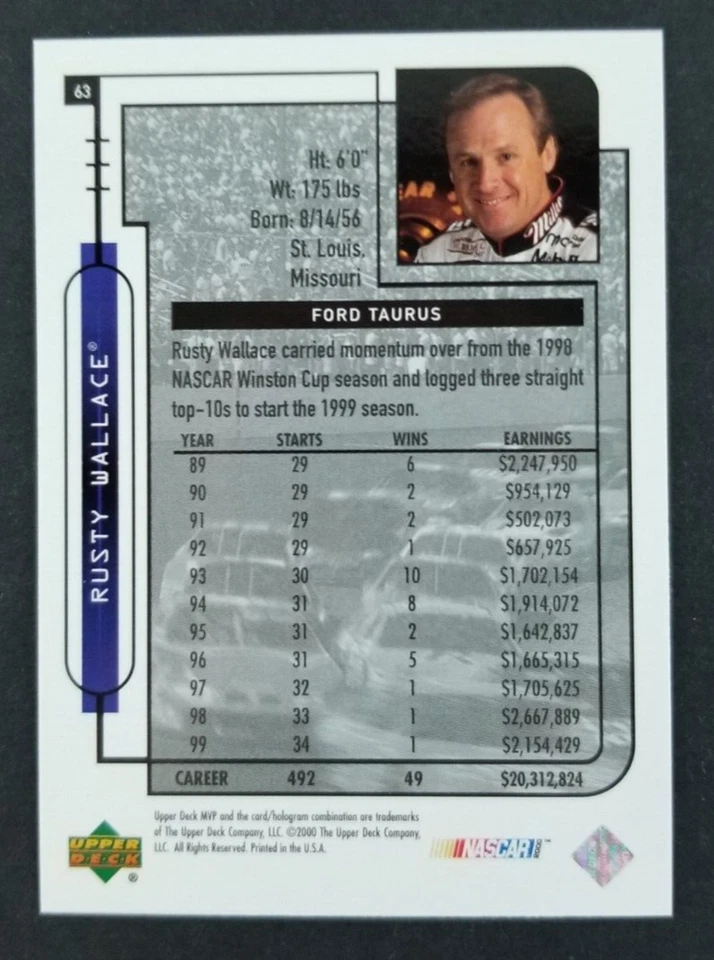 63
Ht: 6'0"
Wt: 175 lbs
Born: 8/14/56
St. Louis,
Missouri
Miller
FORD TAURUS
RUSTY WALLACE®
Rusty Wallace carried momentum over from the 1998
NASCAR Winston Cup season and logged three straight
top-10s to start the 1999 season.
YEAR STARTS WINS EARNINGS
89 29 6 $2,247,950
90 29 2 $954,129
91 29 2 $502,073
92 29 1 $657,925
93 30 10 $1,702,154
94 31 8 $1,914,072
95 31 2 $1,642,837
96 31 5 $1,665,315
97 32 1 $1,705,625
98 33 1 $2,667,889
99 34 1 $2,154,429
CAREER 492 49 $20,312,824
Upper Deck MVP and the card/hologram combination are trademarks
of The Upper Deck Company, LLC. ©2000 The Upper Deck Company,
LLC. All Rights Reserved. Printed in the U.S.A.
UPPER
DECK®
NASCAR 2000™